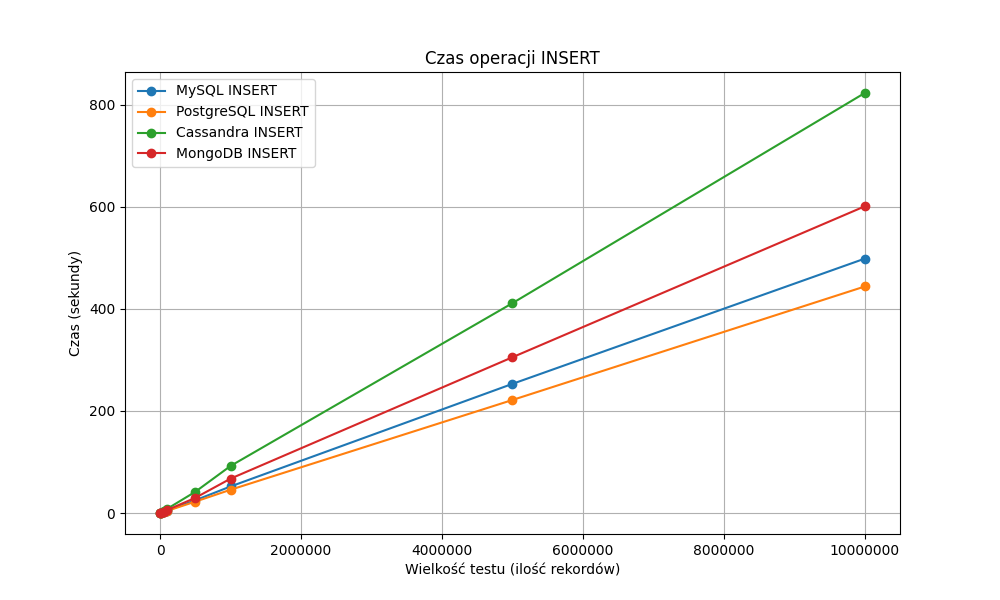 Czas operacji INSERT
MySQL INSERT
PostgreSQL INSERT
Cassandra INSERT
MongoDB INSERT
Czas (sekundy)
800
600
400
200
0
0 2000000 4000000 6000000 8000000 10000000
Wielkość testu (ilość rekordów)